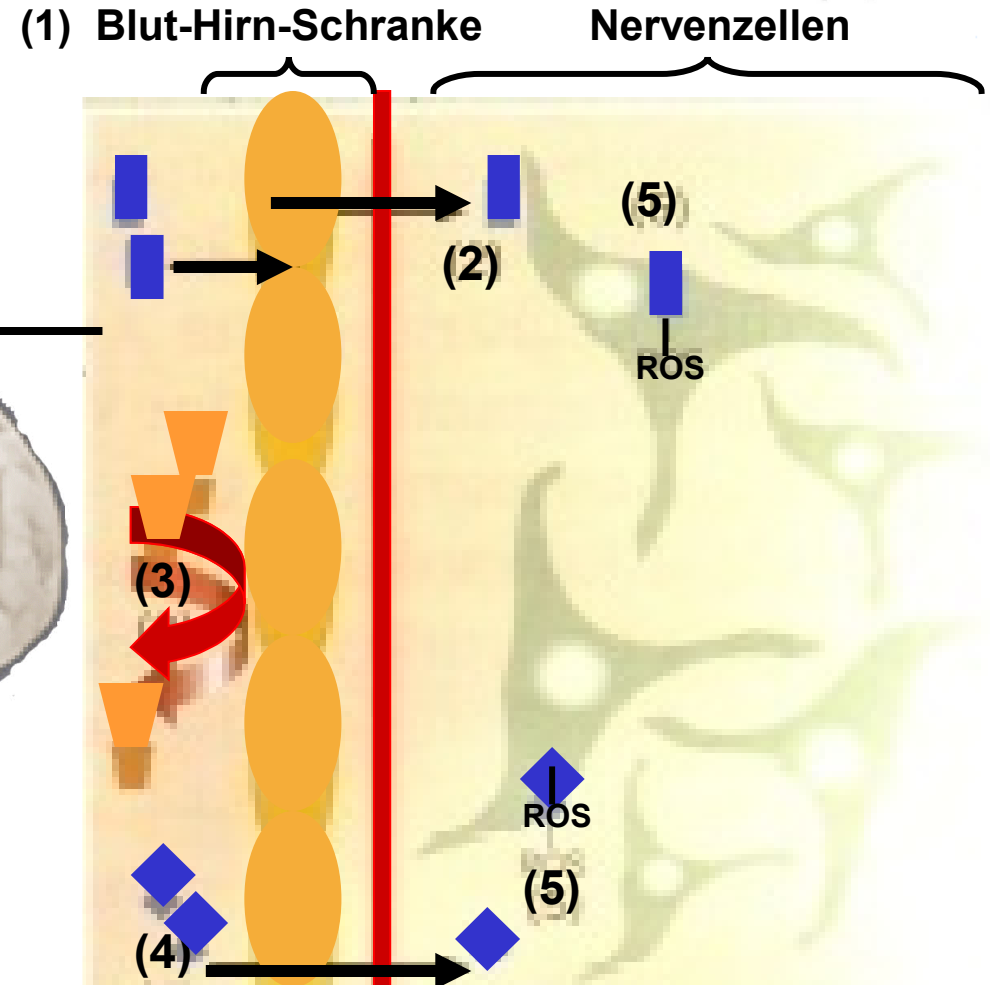 (1) Blut-Hirn-Schranke
Nervenzellen
(5)
(2)
ROS
(3)
ROS
(5)
(4)